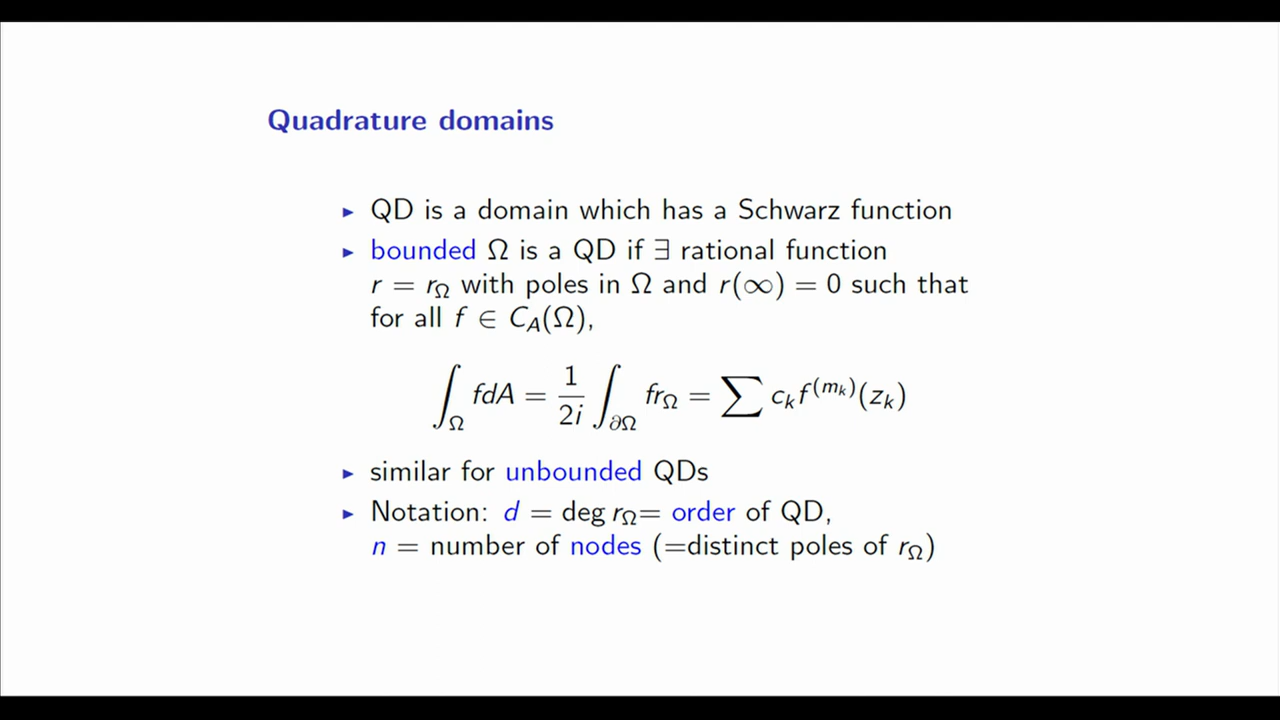 Quadrature domains
▶ QD is a domain which has a Schwarz function
▶ bounded Ω is a QD if ∃ rational function
r = r_Ω with poles in Ω and r(∞) = 0 such that
for all f ∈ C_A(Ω),
∫_Ω fdA = 1/2i ∫_∂Ω fr_Ω = ∑ c_k f^(m_k)(z_k)
▶ similar for unbounded QDs
▶ Notation: d = deg r_Ω= order of QD,
n = number of nodes (=distinct poles of r_Ω)